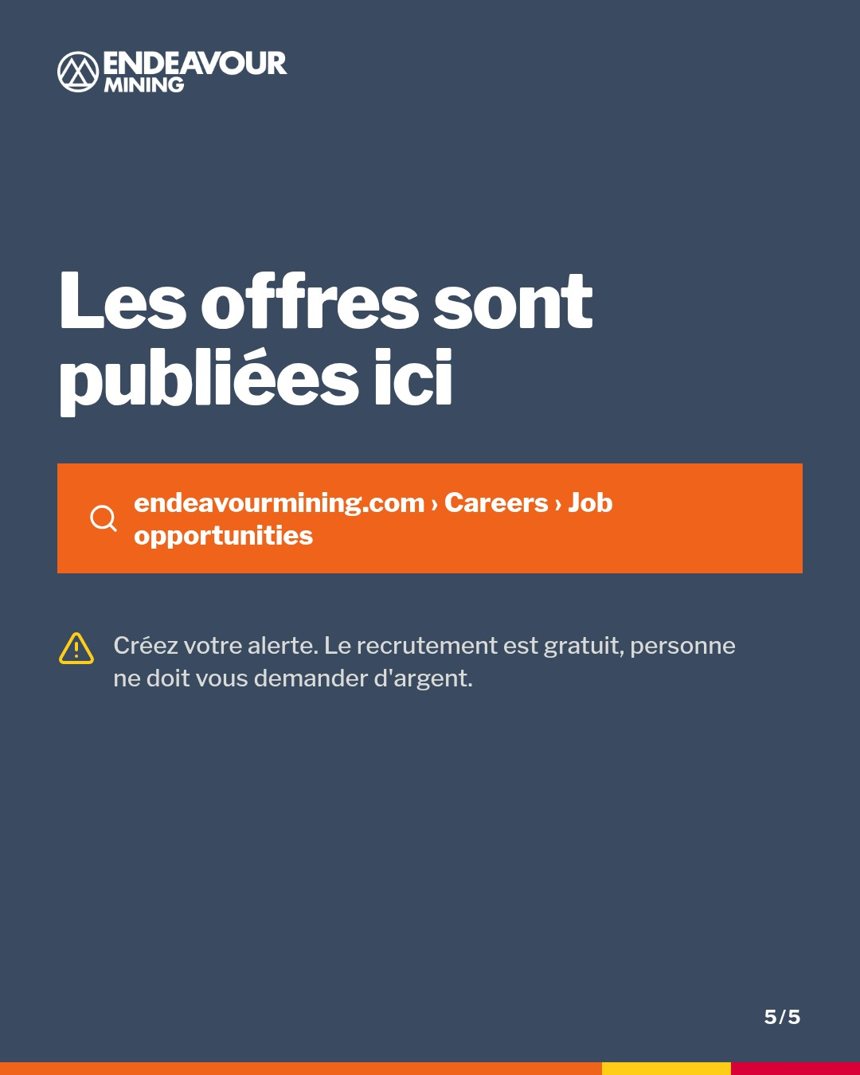 ENDEAVOUR
MINING
Les offres sont
publiées ici
endeavourmining.com › Careers › Job
opportunities
Créez votre alerte. Le recrutement est gratuit, personne
ne doit vous demander d'argent.
5/5